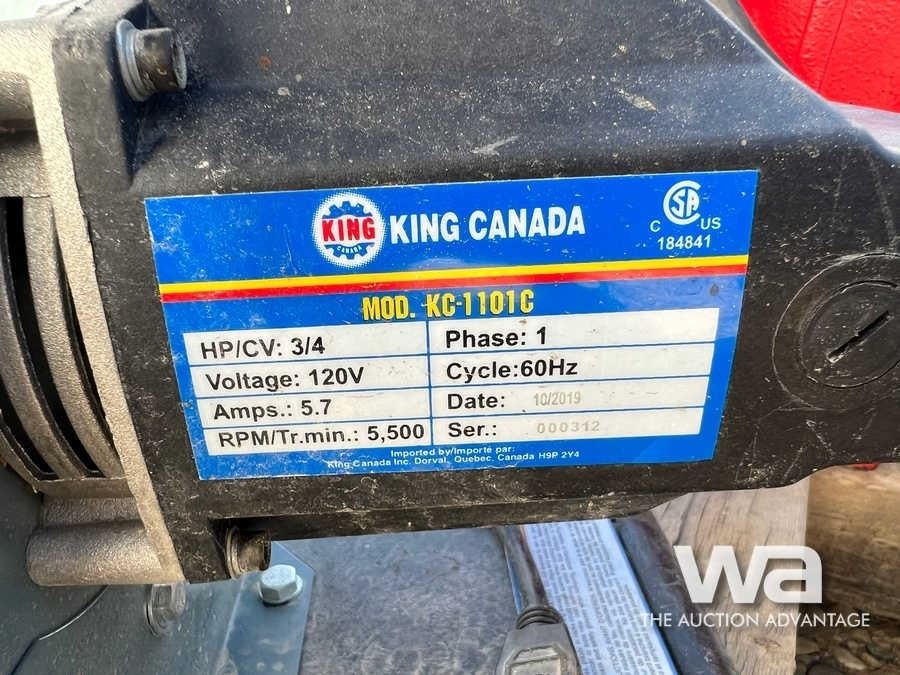 KING
CANADA
KING CANADA
C US
184841
MOD. KC-1101C
HP/CV: 3/4
Voltage: 120V
Amps.: 5.7
RPM/Tr.min.: 5,500
Phase: 1
Cycle:60Hz
Date: 10/2019
Ser.: 000312
Imported by/Importé par:
King Canada Inc. Dorval, Quebec, Canada H9P 2Y4
wa
THE AUCTION ADVANTAGE